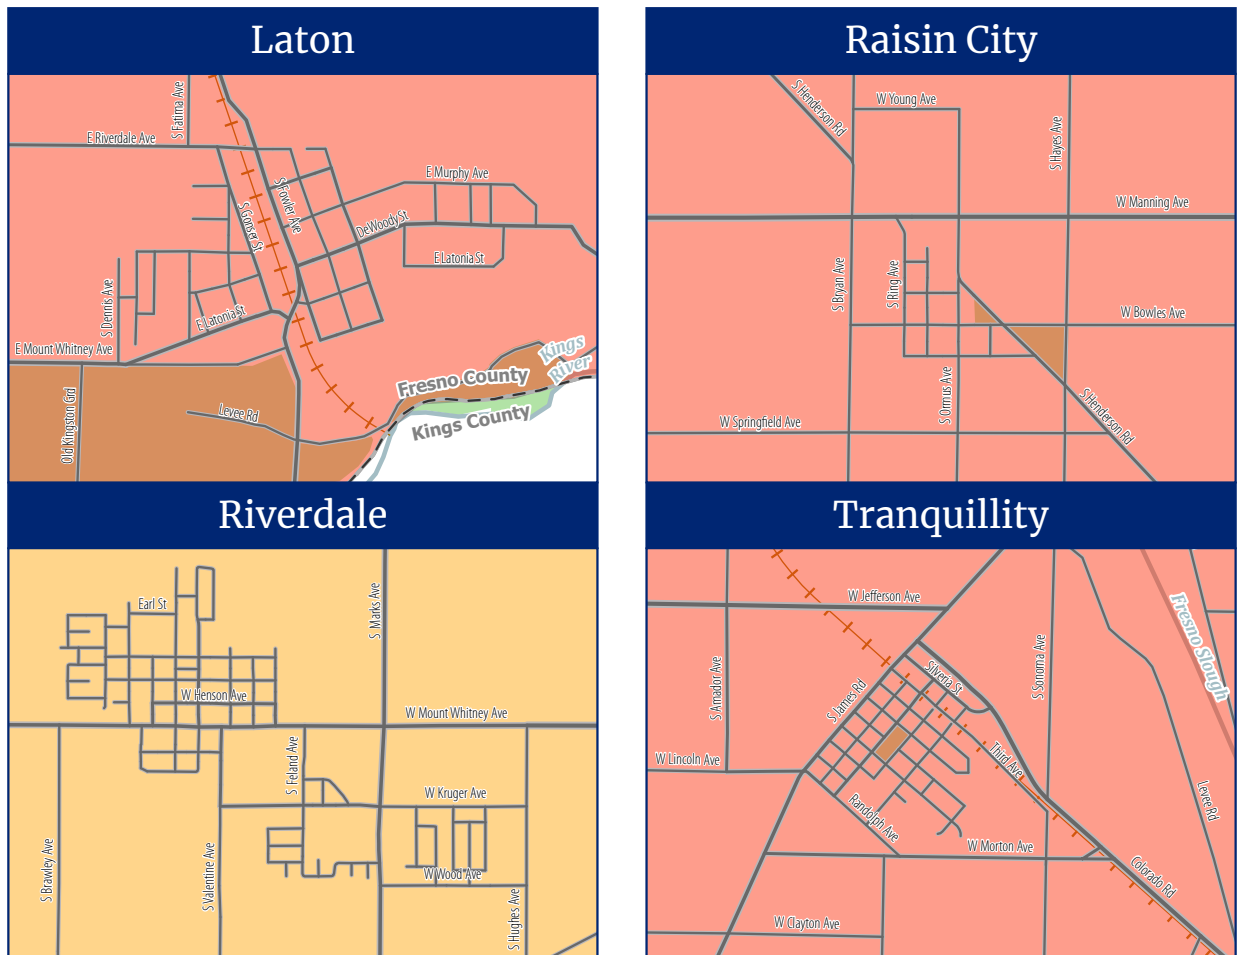 Laton
S Fatima Ave
E Riverdale Ave
E Murphy Ave
S Fowler Ave
S Gonser St
DeWoody St
E Latonia St
S Dennis Ave
E Latonia St
E Mount Whitney Ave
Kings
River
Fresno County
Kings County
Levee Rd
Old Kingston Grd
Raisin City
S Henderson Rd
W Young Ave
S Hayes Ave
W Manning Ave
S Bryan Ave
S Ring Ave
W Bowles Ave
S Ormus Ave
S Henderson Rd
W Springfield Ave
Riverdale
Earl St
S Marks Ave
W Henson Ave
W Mount Whitney Ave
S Feland Ave
W Kruger Ave
S Brawley Ave
S Valentine Ave
W Wood Ave
S Hughes Ave
Tranquillity
W Jefferson Ave
Fresno Slough
S Amador Ave
S James Rd
Silveria St
S Sonoma Ave
W Lincoln Ave
Third Ave
Levee Rd
Randolph Ave
W Morton Ave
Colorado Rd
W Clayton Ave